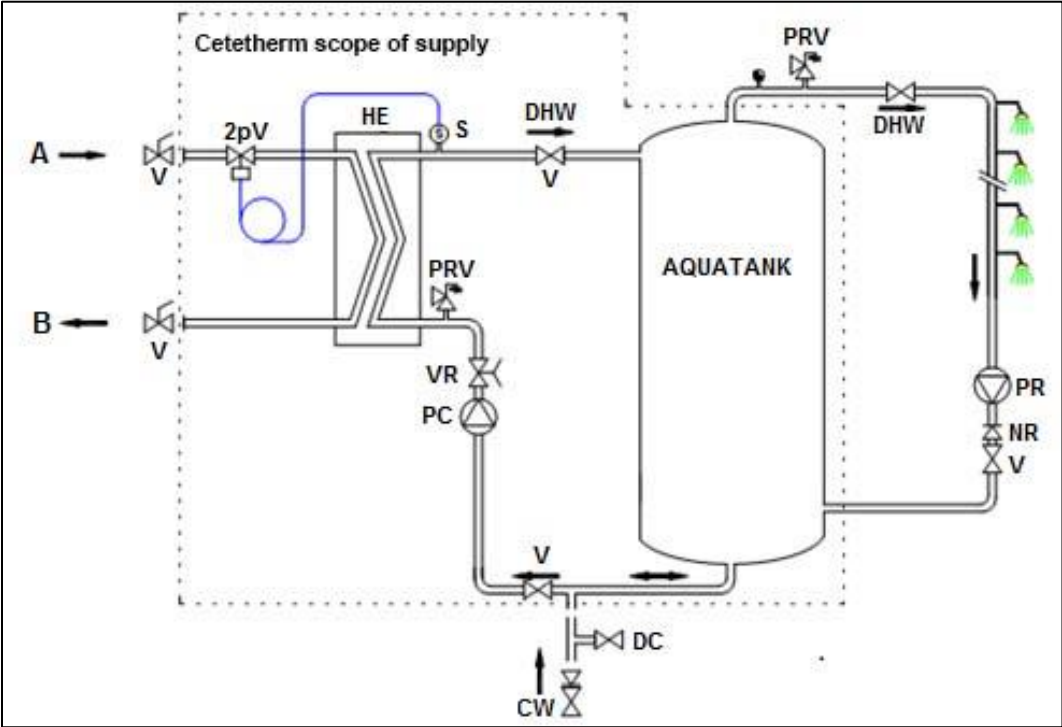 Cetetherm scope of supply
PRV
2pV
HE
S
DHW
DHW
A
V
V
AQUATANK
PRV
B
V
VR
PC
PR
NR
V
V
DC
CW